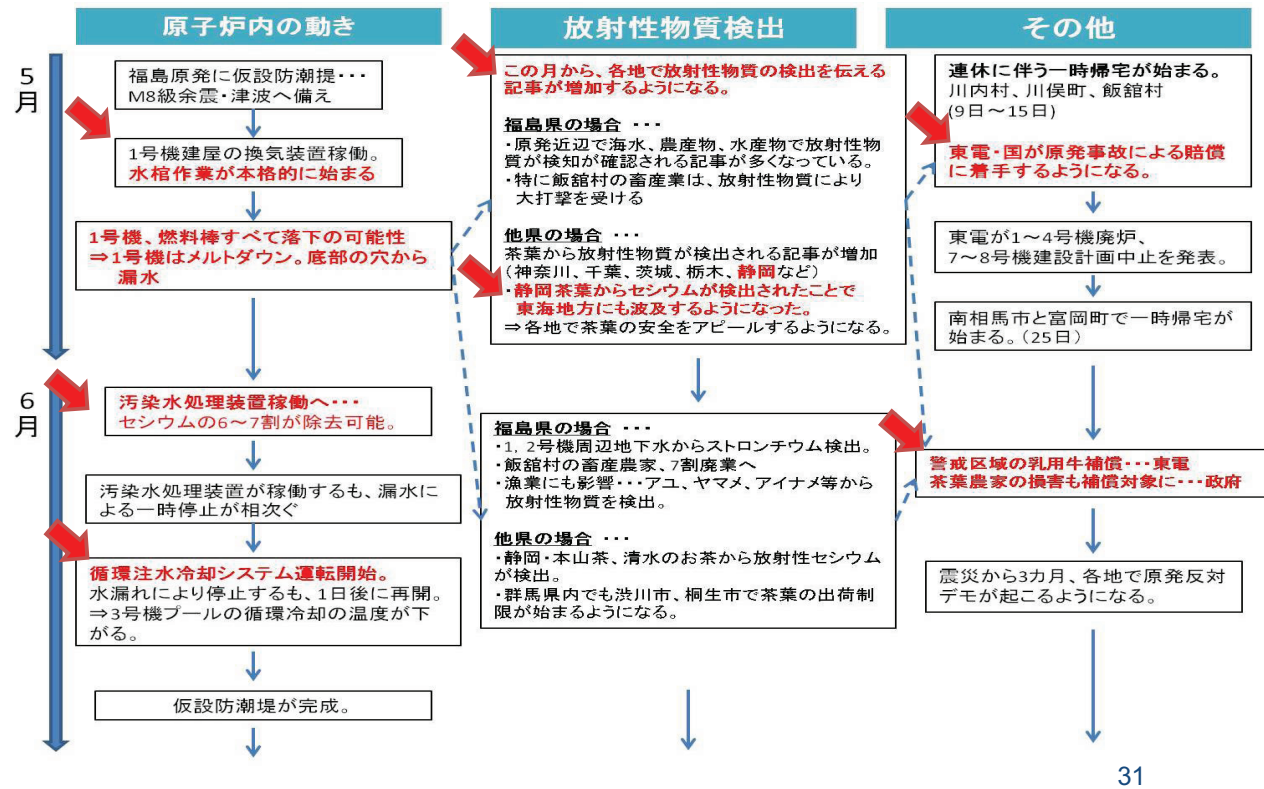 原子炉内の動き
放射性物質検出
その他
5
月
福島原発に仮設防潮提･･･
M8級余震・津波へ備え
1号機建屋の換気装置稼働。
水棺作業が本格的に始まる
1号機、燃料棒すべて落下の可能性
⇒1号機はメルトダウン。底部の穴から
漏水
この月から、各地で放射性物質の検出を伝える
記事が増加するようになる。
福島県の場合 ･･･
・原発近辺で海水、農産物、水産物で放射性物
質が検知が確認される記事が多くなっている。
・特に飯舘村の畜産業は、放射性物質により
大打撃を受ける
他県の場合 ･･･
茶葉から放射性物質が検出される記事が増加
（神奈川、千葉、茨城、栃木、静岡など）
・静岡茶葉からセシウムが検出されたことで
東海地方にも波及するようになった。
⇒各地で茶葉の安全をアピールするようになる。
連休に伴う一時帰宅が始まる。
川内村、川俣町、飯舘村
(9日～15日)
東電・国が原発事故による賠償
に着手するようになる。
東電が1～4号機廃炉、
7～8号機建設計画中止を発表。
南相馬市と富岡町で一時帰宅が
始まる。（25日）
6
月
汚染水処理装置稼働へ･･･
セシウムの6～7割が除去可能。
汚染水処理装置が稼働するも、漏水に
よる一時停止が相次ぐ
循環注水冷却システム運転開始。
水漏れにより停止するも、1日後に再開。
⇒3号機プールの循環冷却の温度が下
がる。
仮設防潮堤が完成。
福島県の場合 ･･･
・1, 2号機周辺地下水からストロンチウム検出。
・飯舘村の畜産農家、7割廃業へ
・漁業にも影響･･･アユ、ヤマメ、アイナメ等から
放射性物質を検出。
他県の場合 ･･･
・静岡・本山茶、清水のお茶から放射性セシウム
が検出。
・群馬県内でも渋川市、桐生市で茶葉の出荷制
限が始まるようになる。
警戒区域の乳用牛補償･･･東電
茶葉農家の損害も補償対象に･･･政府
震災から3カ月、各地で原発反対
デモが起こるようになる。
31